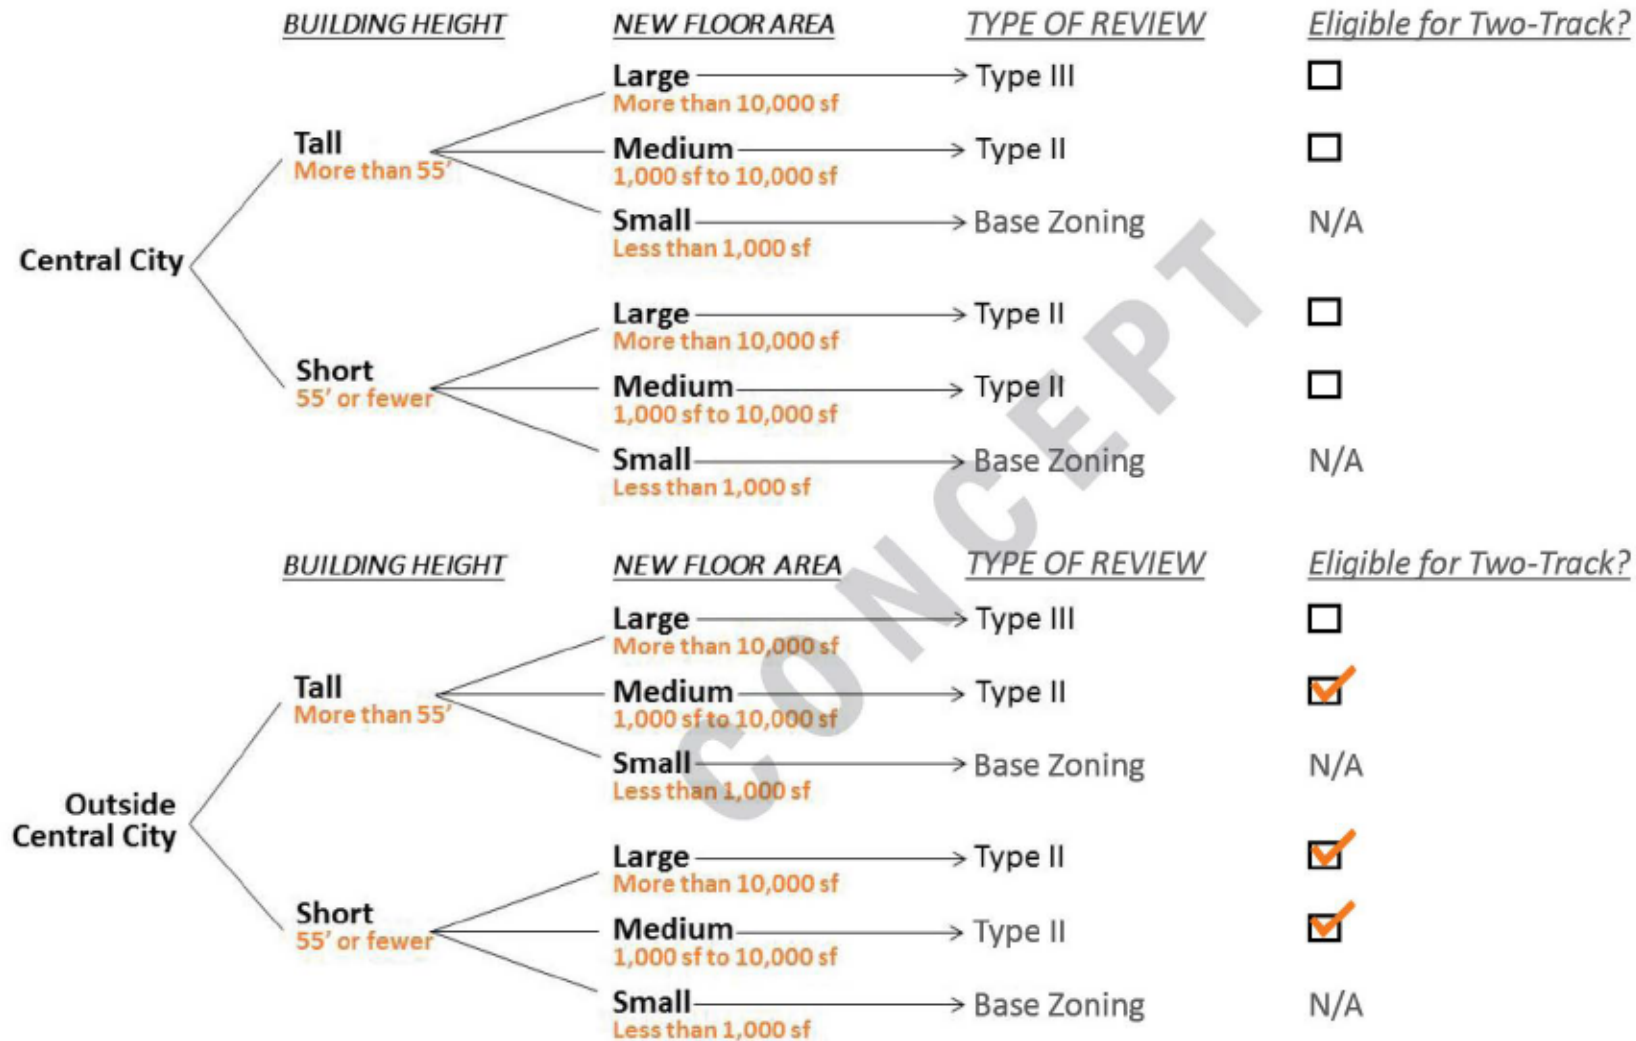 BUILDING HEIGHT NEW FLOOR AREA TYPE OF REVIEW Eligible for Two-Track?
Large Type III
More than 10,000 sf
Tall Medium Type II
More than 55' 1,000 sf to 10,000 sf
Small Base Zoning N/A
Less than 1,000 sf
Central City
Large Type II
More than 10,000 sf
Short Medium Type II
55' or fewer 1,000 sf to 10,000 sf
Small Base Zoning N/A
Less than 1,000 sf
BUILDING HEIGHT NEW FLOOR AREA TYPE OF REVIEW Eligible for Two-Track?
Large Type III
More than 10,000 sf
Tall Medium Type II
More than 55' 1,000 sf to 10,000 sf
Small Base Zoning N/A
Less than 1,000 sf
Outside
Central City
Large Type II
More than 10,000 sf
Short Medium Type II
55' or fewer 1,000 sf to 10,000 sf
Small Base Zoning N/A
Less than 1,000 sf
CONCEPT